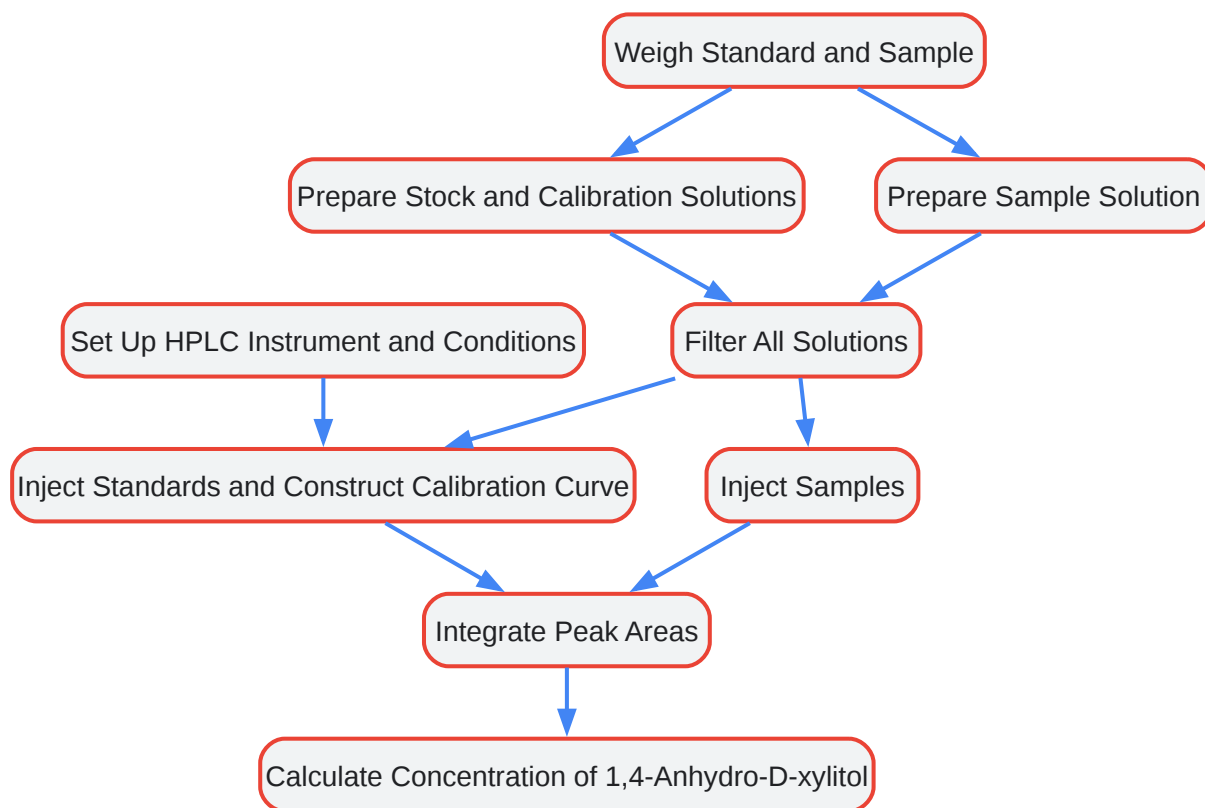 Weigh Standard and Sample
Prepare Stock and Calibration Solutions
Prepare Sample Solution
Set Up HPLC Instrument and Conditions
Filter All Solutions
Inject Standards and Construct Calibration Curve
Inject Samples
Integrate Peak Areas
Calculate Concentration of 1,4-Anhydro-D-xylitol